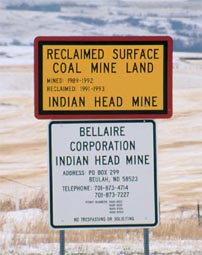 RECLAIMED SURFACE
COAL MINE LAND
MINED: 1989-1992
RECLAIMED: 1991-1993
INDIAN HEAD MINE
BELLAIRE
CORPORATION
INDIAN HEAD MINE
ADDRESS: PO BOX 299
BEULAH, ND 58523
TELEPHONE: 701-873-4714
701-873-7227
NO TRESPASSING OR SOLICITING